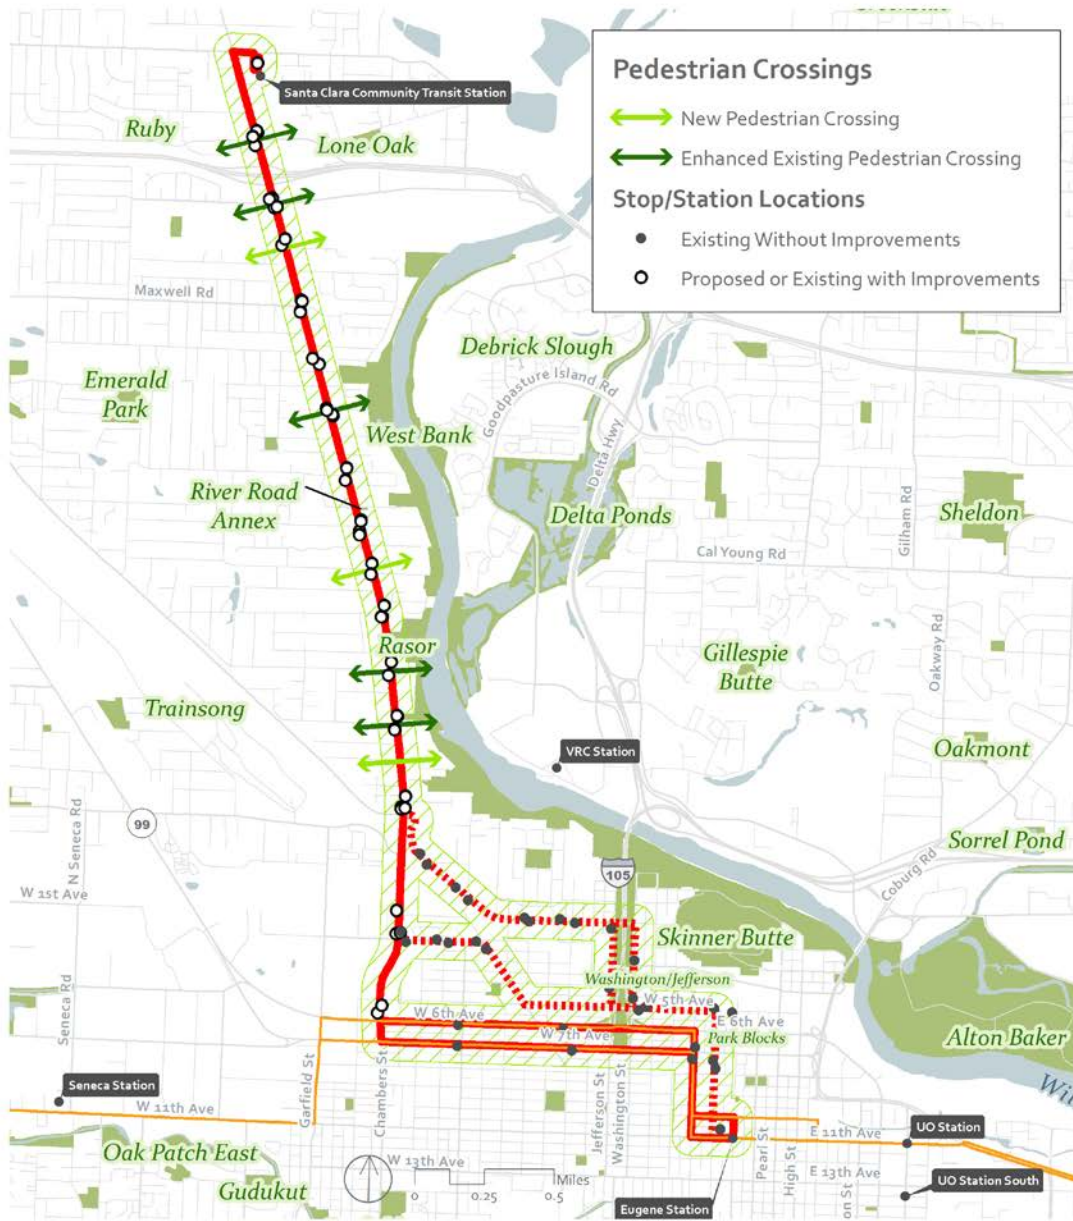 Pedestrian Crossings
New Pedestrian Crossing
Enhanced Existing Pedestrian Crossing
Stop/Station Locations
Existing Without Improvements
Proposed or Existing with Improvements
Santa Clara Community Transit Station
Ruby
Lone Oak
Maxwell Rd
Debrick Slough
Goodpasture Island Rd
Delta Hwy
Emerald
Park
West Bank
River Road
Annex
Delta Ponds
Gilham Rd
Sheldon
Cal Young Rd
Rasor
Gillespie
Butte
Oakway Rd
Trainsong
VRC Station
Oakmont
99
N Seneca Rd
W 1st Ave
105
Coburg Rd
Sorrel Pond
Skinner Butte
Washington/Jefferson
W 5th Ave
Seneca Rd
W 6th Ave
E 6th Ave
W 7th Ave
Park Blocks
Alton Baker
Garfield St
Chambers St
Jefferson St
Washington St
Seneca Station
W 11th Ave
E 11th Ave
UO Station
Pearl St
High St
Oak Patch East
W 13th Ave
E 13th Ave
Gudukut
0
0.25
0.5
Miles
UO Station South
Eugene Station